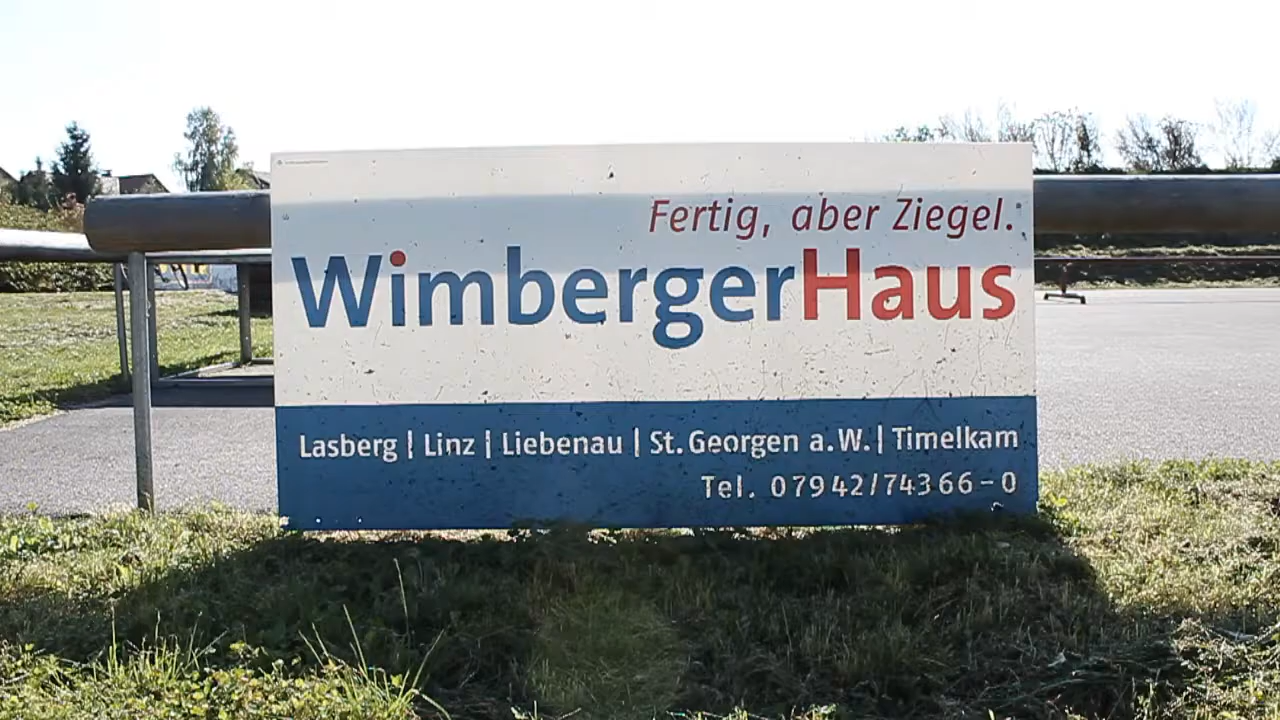 Fertig, aber Ziegel.
WimbergerHaus
Lasberg | Linz | Liebenau | St. Georgen a. W. | Timelkam
Tel. 07942/74366-0